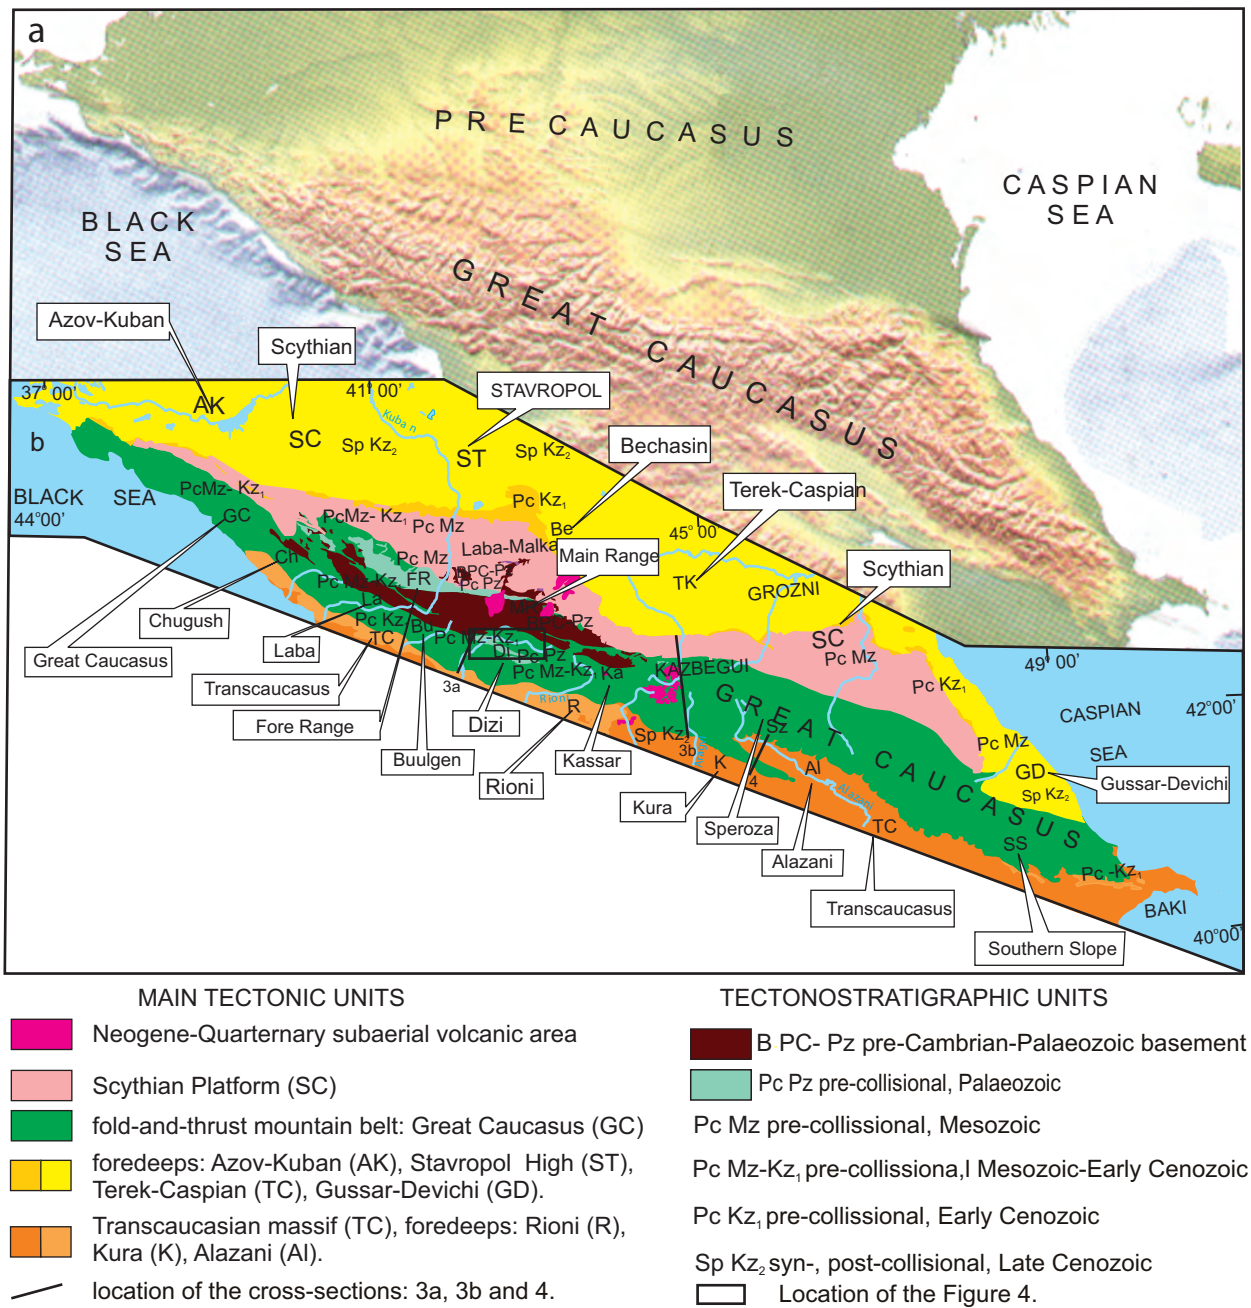 a
PRECAUCASUS
CASPIAN
SEA
BLACK
SEA
GREAT CAUCASUS
Azov-Kuban
Scythian
STAVROPOL
Bechasin
Terek-Caspian
37° 00'
41° 00'
AK
Kuban
SC
Sp Kz₂
ST
Sp Kz₂
b
BLACK SEA
44°00'
PcMz- Kz₁
GC
PcMz- Kz₁
Pc Mz
Pc Kz₁
Be
45° 00'
Laba-Malka
Main Range
Scythian
Ch
Pc Mz
FR
BPC-Pz
Pc Pz
TK
GROZNI
Pc Mz-Kz₁
La
MR
BPC-Pz
SC
Pc Mz
Chugush
Pc Kz₁
Bu
TC
Pc Mz-Kz₁
Di
Pc Pz
Laba
Great Caucasus
Pc Mz-Kz₁
Ka
KAZBEGUI
Pc Kz₁
49° 00'
Transcaucasus
3a
Rioni
R
GREAT CAUCASUS
CASPIAN
SEA
42°00'
Fore Range
Dizi
Sp Kz₂
3b
Sz
Pc Mz
Buulgen
Kassar
K
4
Al
Alazani
GD
Sp Kz₂
Gussar-Devichi
Rioni
Kura
Speroza
TC
SS
Alazani
Pc -Kz₁
Transcaucasus
BAKI
Southern Slope
40°00'
MAIN TECTONIC UNITS
Neogene-Quarternary subaerial volcanic area
Scythian Platform (SC)
fold-and-thrust mountain belt: Great Caucasus (GC)
foredeeps: Azov-Kuban (AK), Stavropol High (ST),
Terek-Caspian (TC), Gussar-Devichi (GD).
Transcaucasian massif (TC), foredeeps: Rioni (R),
Kura (K), Alazani (Al).
location of the cross-sections: 3a, 3b and 4.
TECTONOSTRATIGRAPHIC UNITS
B PC- Pz pre-Cambrian-Palaeozoic basement
Pc Pz pre-collisional, Palaeozoic
Pc Mz pre-collissional, Mesozoic
Pc Mz-Kz₁ pre-collissiona,l Mesozoic-Early Cenozoic
Pc Kz₁ pre-collissional, Early Cenozoic
Sp Kz₂ syn-, post-collisional, Late Cenozoic
Location of the Figure 4.